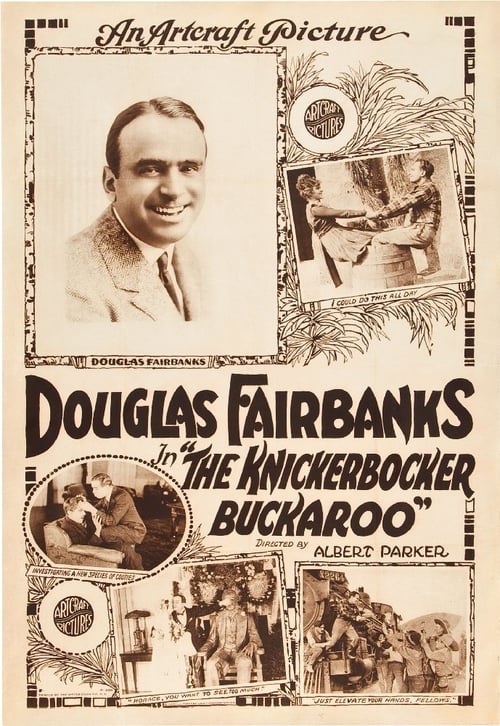 An Artcraft Picture
ARTCRAFT
PICTURES
I COULD DO THIS ALL DAY
DOUGLAS FAIRBANKS
DOUGLAS FAIRBANKS
In "THE KNICKERBOCKER
BUCKAROO"
DIRECTED BY
ALBERT PARKER
INVESTIGATING A NEW SPECIES OF COOTIES
ARTCRAFT
PICTURES
"HORACE, YOU WANT TO SEE TOO MUCH"
"JUST ELEVATE YOUR HANDS, FELLOWS."